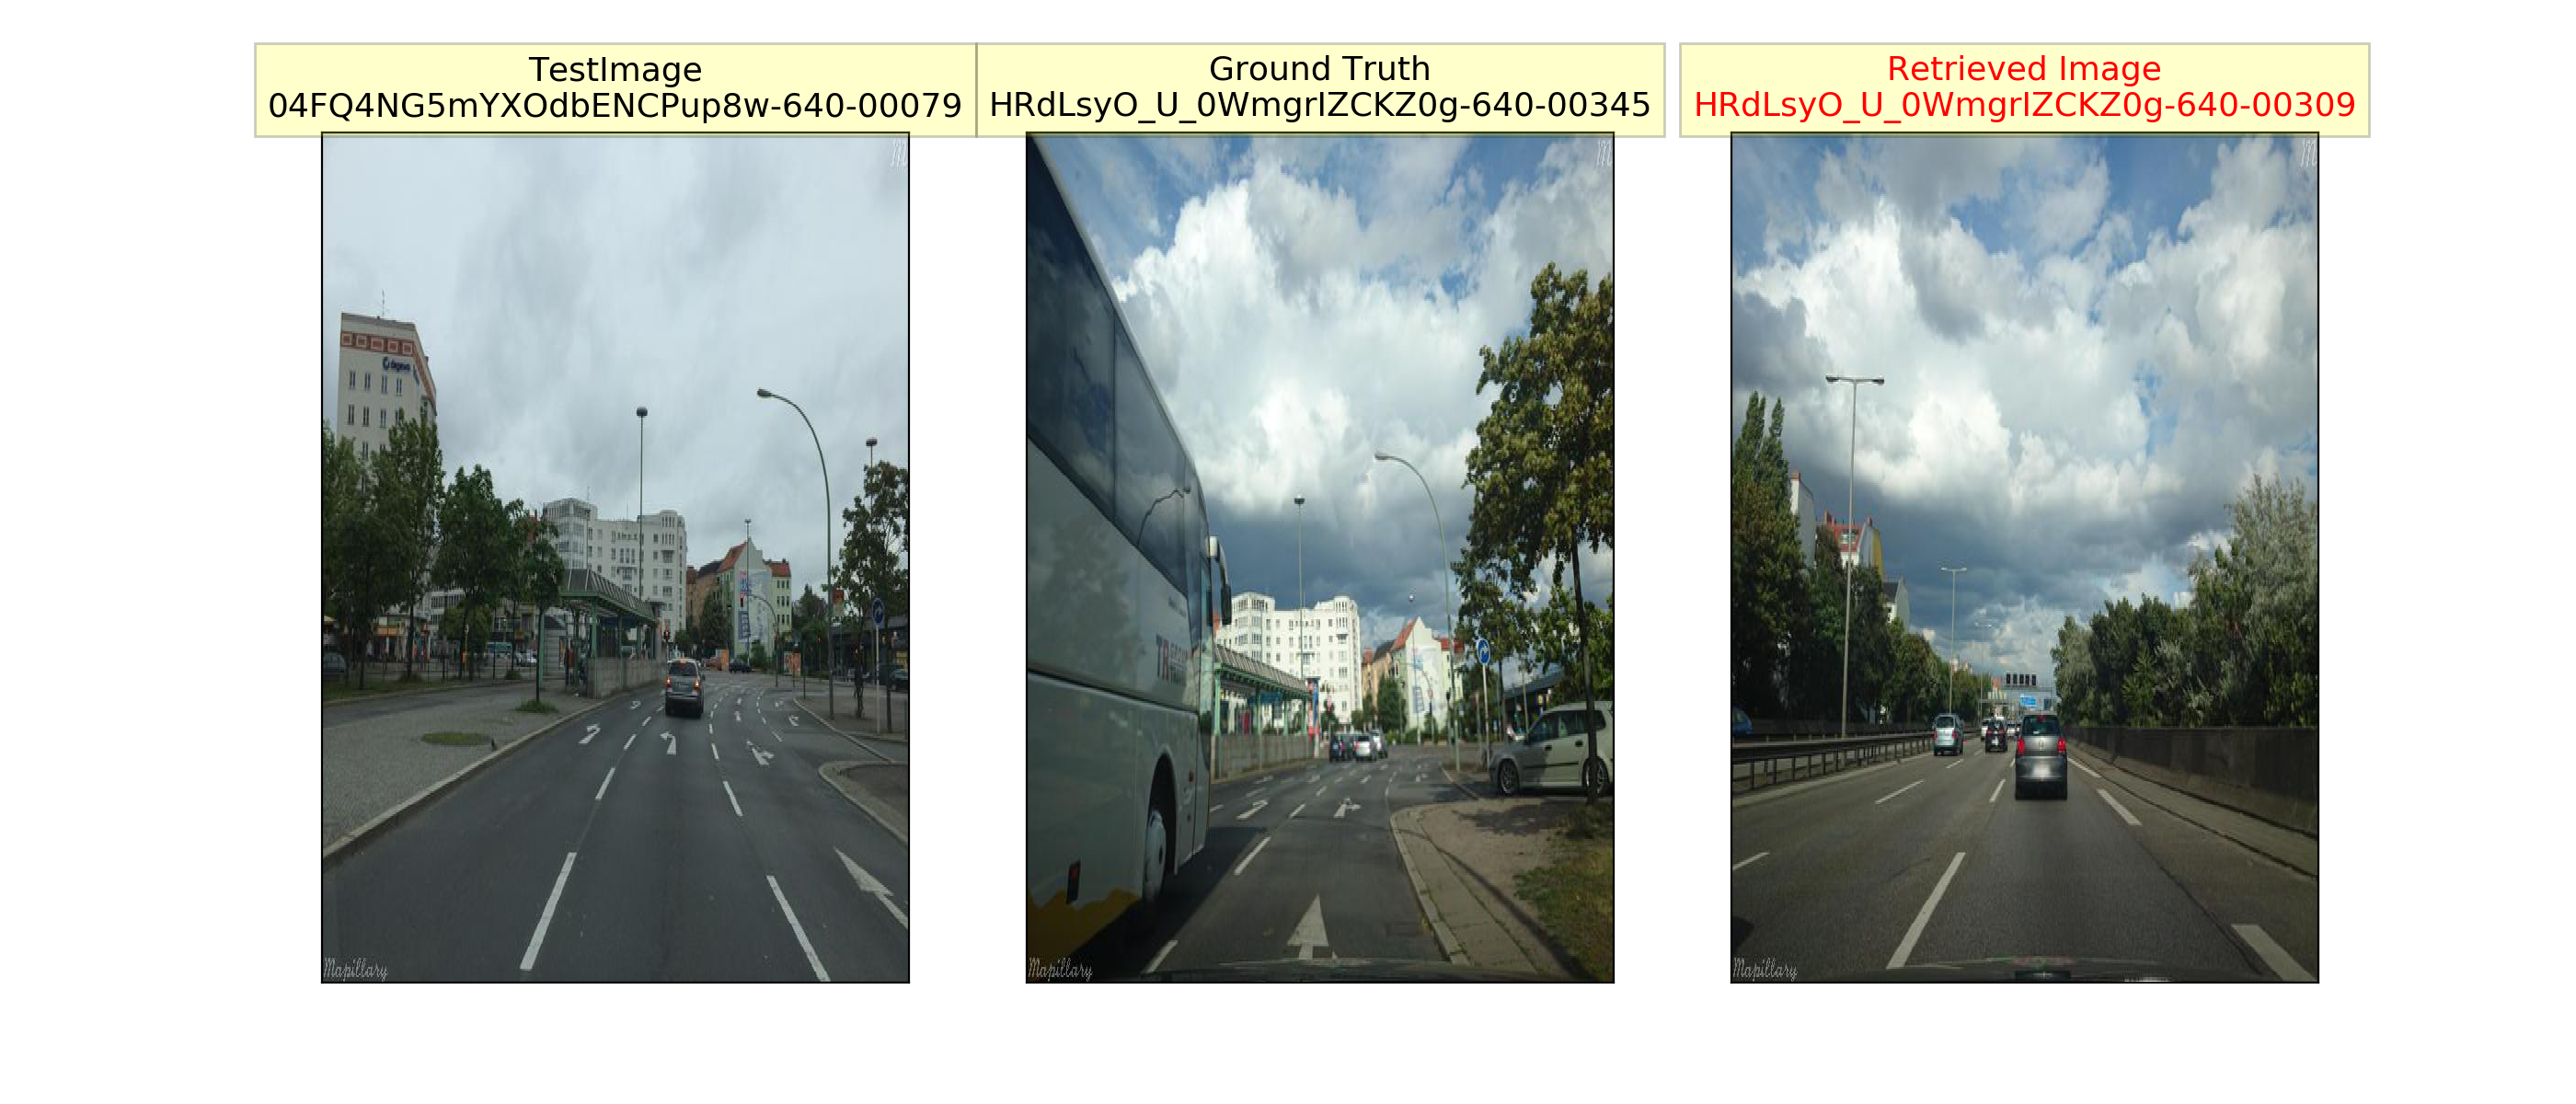 TestImage
04FQ4NG5mYXOdbENCPup8w-640-00079
Ground Truth
HRdLsyO_U_0WmgrIZCKZ0g-640-00345
Retrieved Image
HRdLsyO_U_0WmgrIZCKZ0g-640-00309
M
M
M
Mapillary
Mapillary
Mapillary